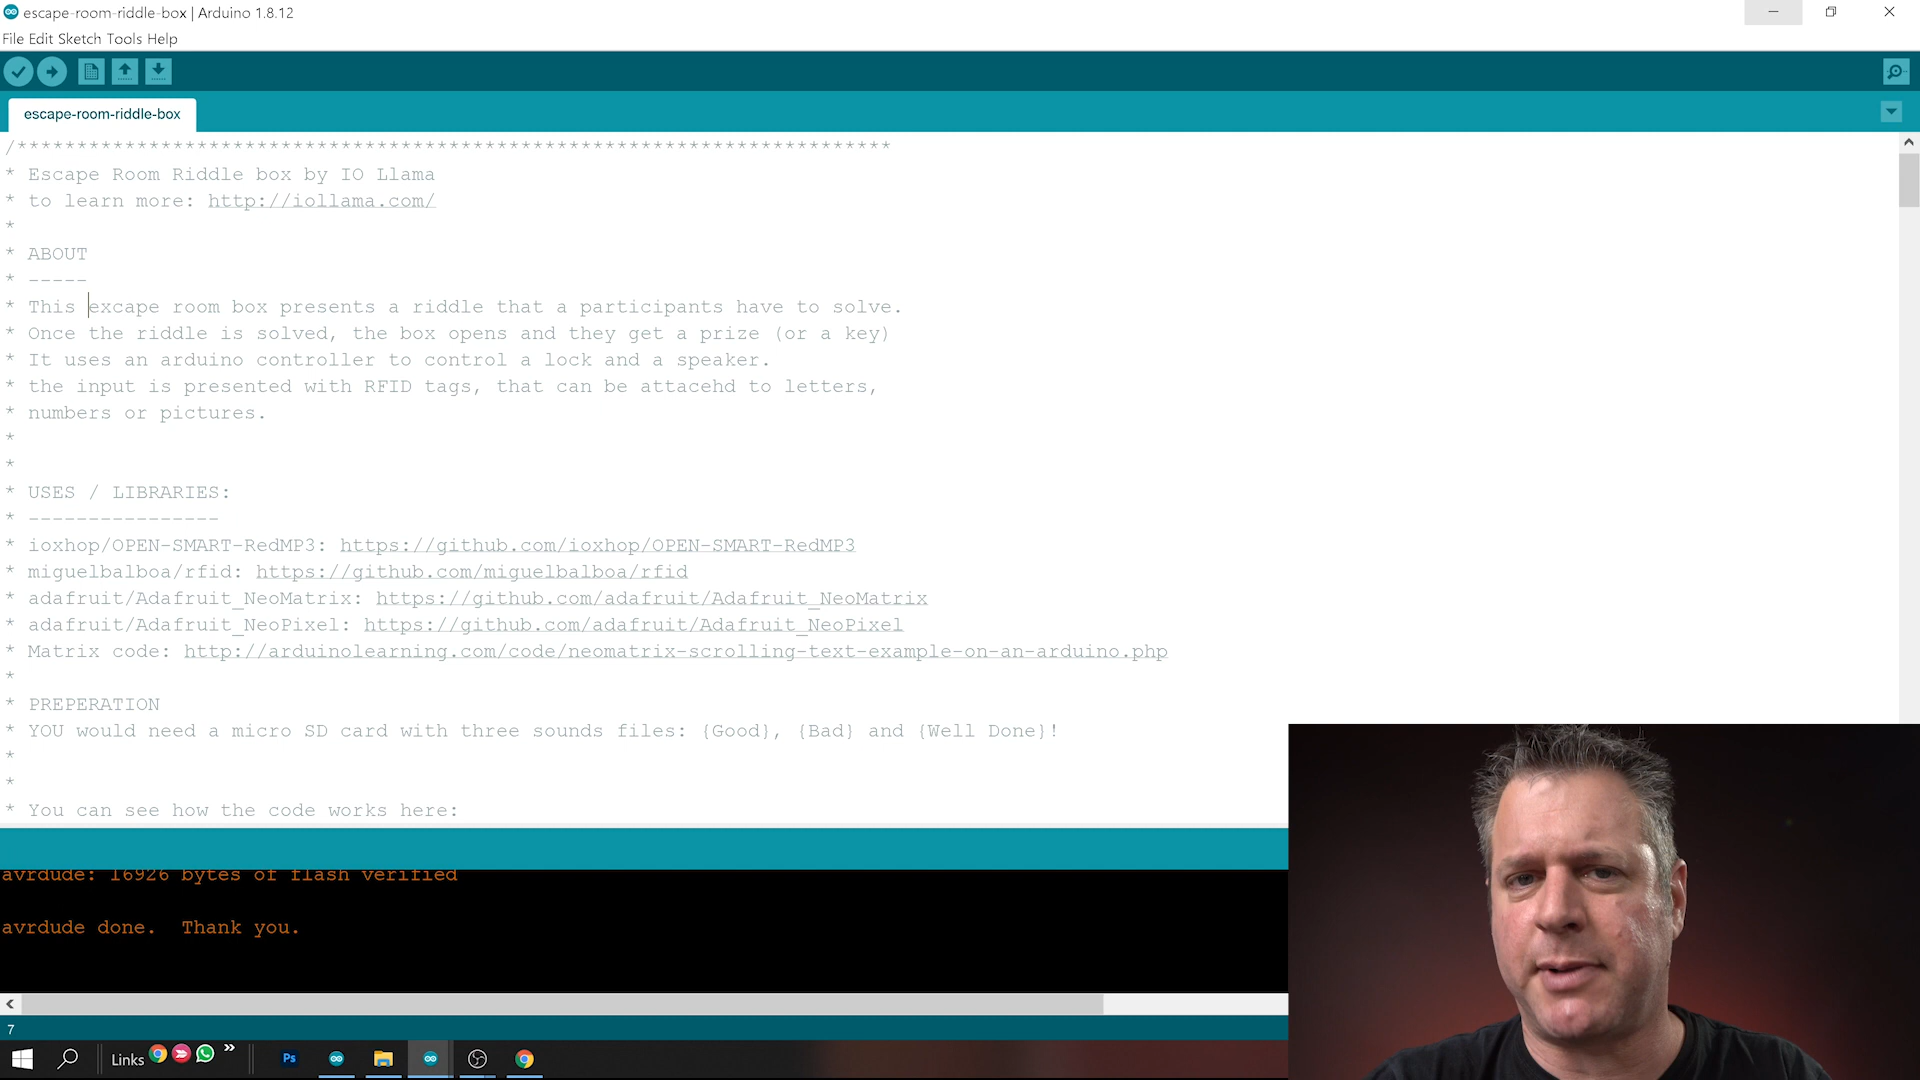 escape-room-riddle-box | Arduino 1.8.12
File Edit Sketch Tools Help
escape-room-riddle-box
/*************************************************************************
* Escape Room Riddle box by IO Llama
* to learn more: http://iollama.com/
*
* ABOUT
* -----
* This excape room box presents a riddle that a participants have to solve.
* Once the riddle is solved, the box opens and they get a prize (or a key)
* It uses an arduino controller to control a lock and a speaker.
* the input is presented with RFID tags, that can be attacehd to letters,
* numbers or pictures.
*
*
* USES / LIBRARIES:
* ----------------
* ioxhop/OPEN-SMART-RedMP3: https://github.com/ioxhop/OPEN-SMART-RedMP3
* miguelbalboa/rfid: https://github.com/miguelbalboa/rfid
* adafruit/Adafruit_NeoMatrix: https://github.com/adafruit/Adafruit_NeoMatrix
* adafruit/Adafruit_NeoPixel: https://github.com/adafruit/Adafruit_NeoPixel
* Matrix code: http://arduinolearning.com/code/neomatrix-scrolling-text-example-on-an-arduino.php
*
* PREPERATION
* YOU would need a micro SD card with three sounds files: {Good}, {Bad} and {Well Done}!
*
*
* You can see how the code works here:
avrdude: 16926 bytes of flash verified
avrdude done.  Thank you.
7
Links
Ps